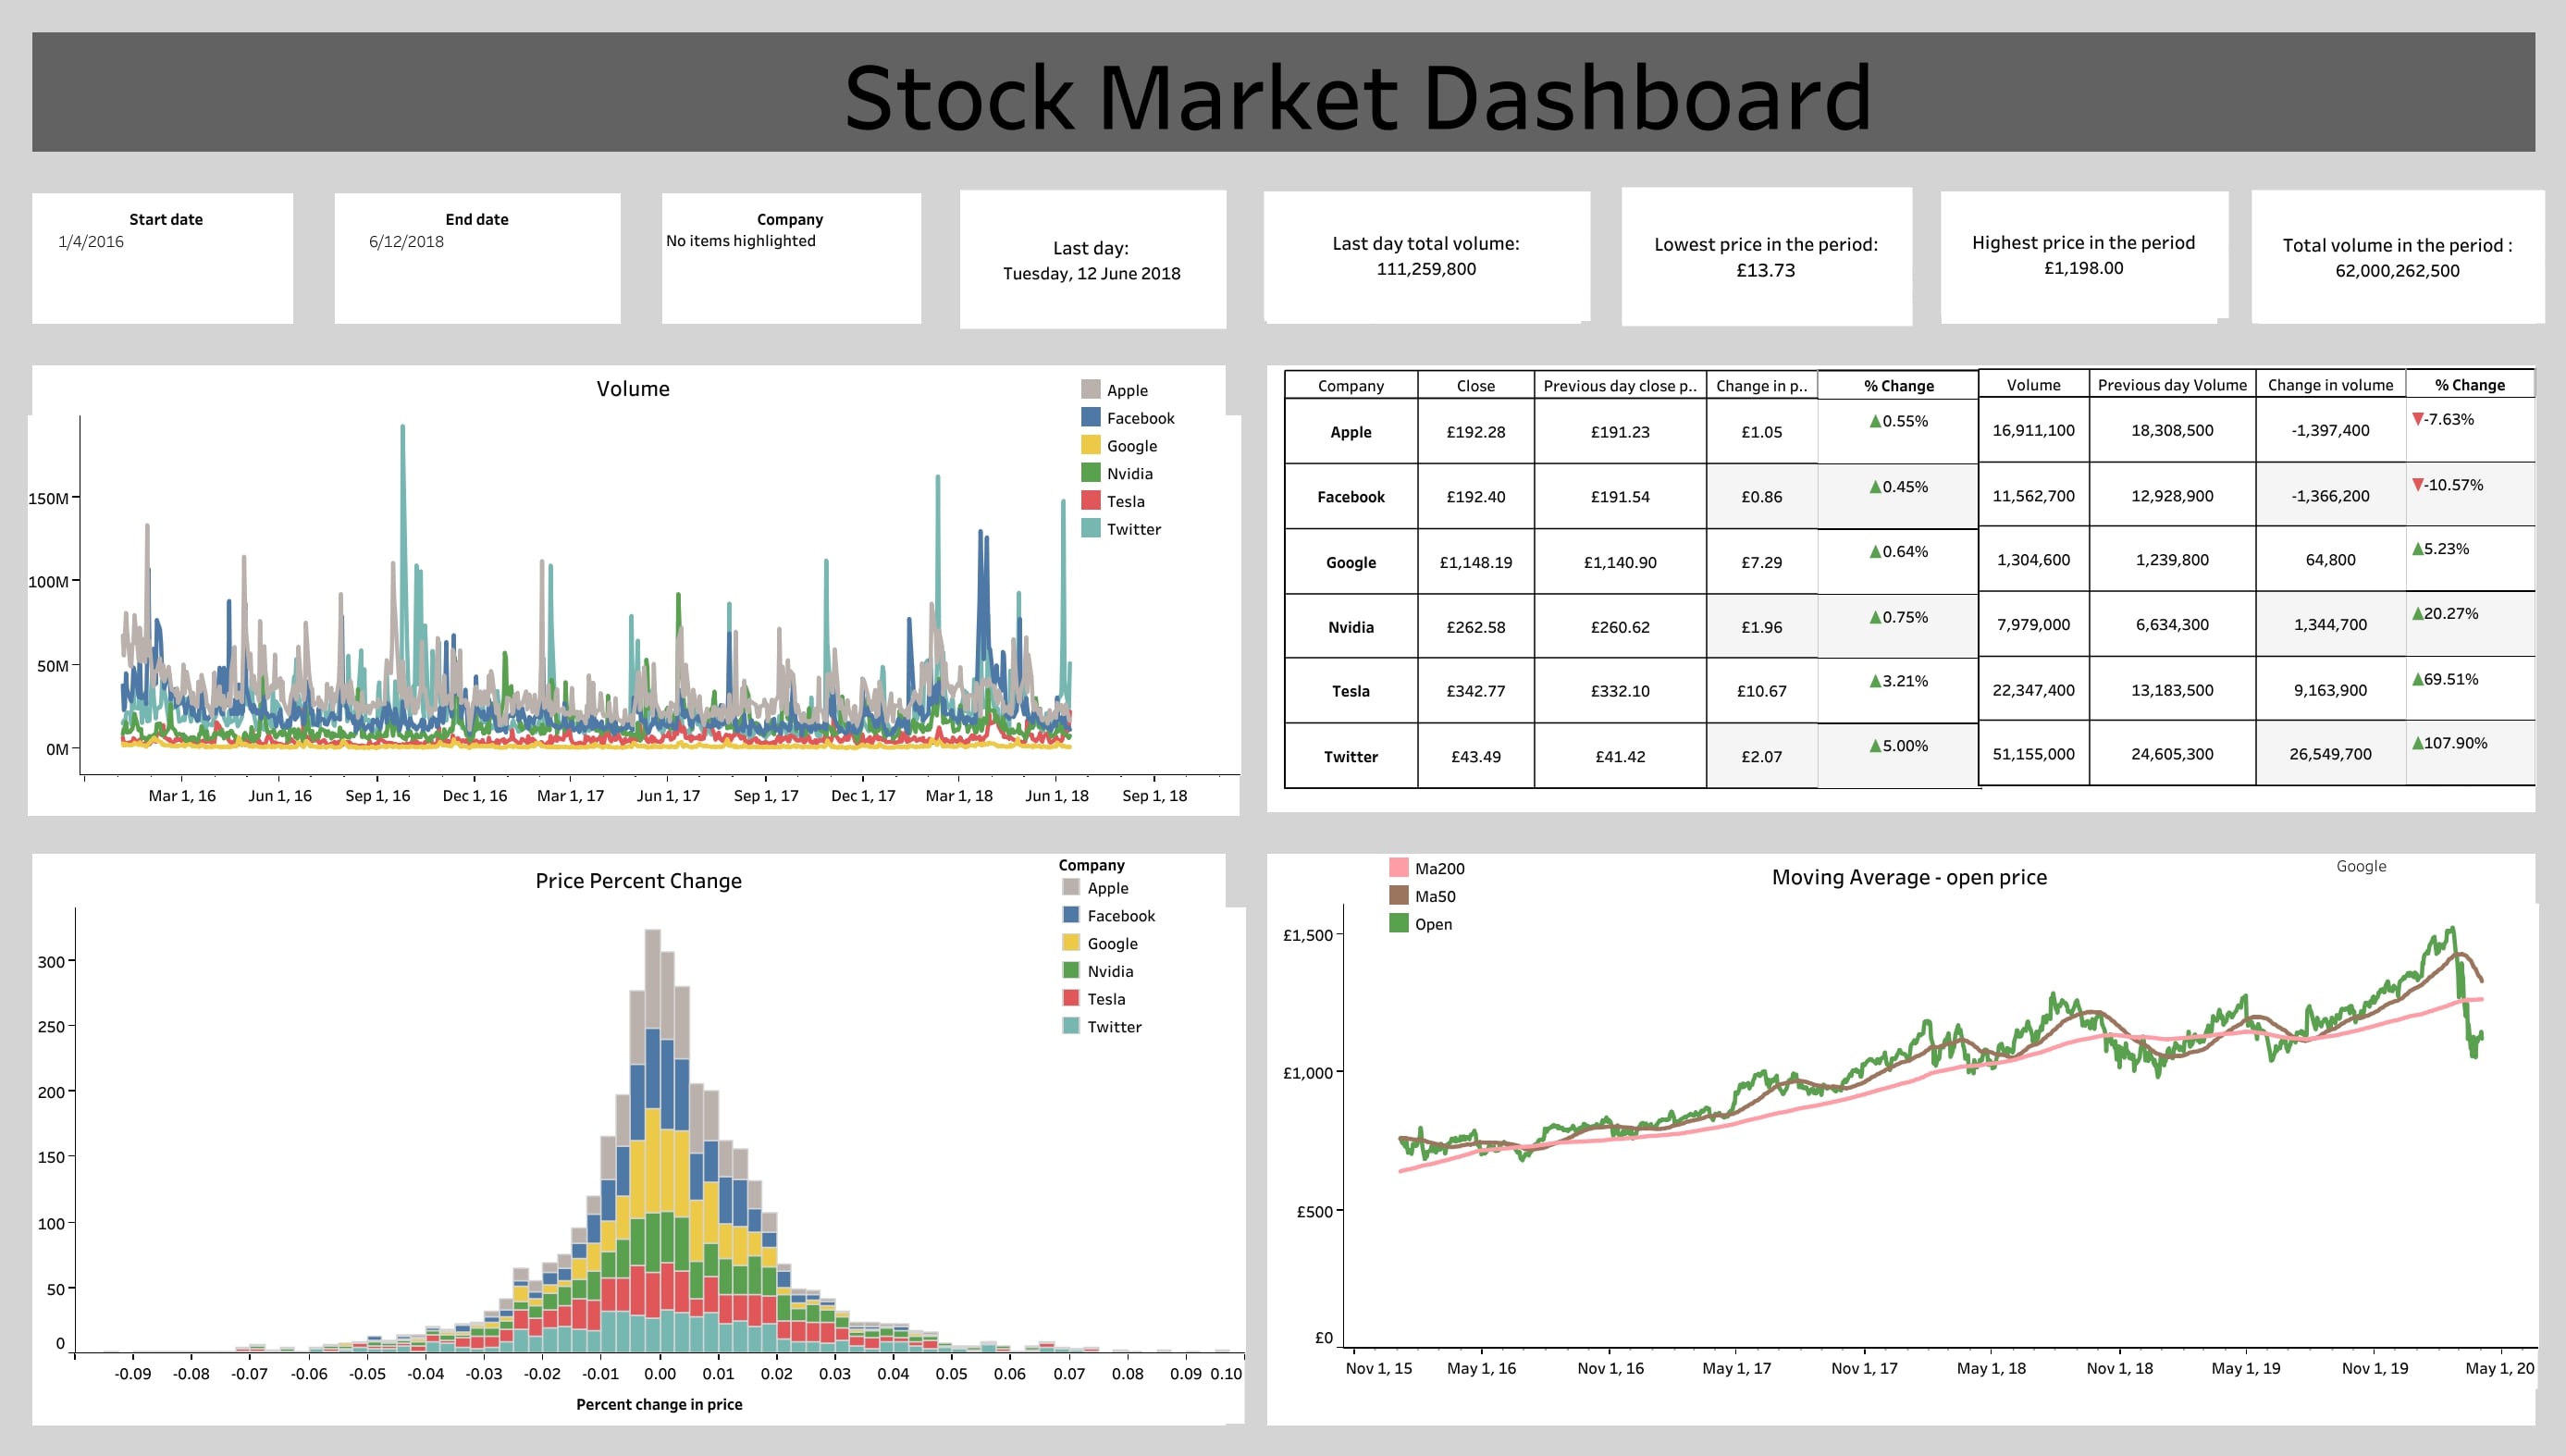 Stock Market Dashboard
Start date
1/4/2016
End date
6/12/2018
Company
No items highlighted
Last day:
Tuesday, 12 June 2018
Last day total volume:
111,259,800
Lowest price in the period:
£13.73
Highest price in the period
£1,198.00
Total volume in the period :
62,000,262,500
Volume
Apple
Facebook
Google
Nvidia
Tesla
Twitter
150M
100M
50M
0M
Mar 1, 16 Jun 1, 16 Sep 1, 16 Dec 1, 16 Mar 1, 17 Jun 1, 17 Sep 1, 17 Dec 1, 17 Mar 1, 18 Jun 1, 18 Sep 1, 18
Company Close Previous day close p.. Change in p.. % Change Volume Previous day Volume Change in volume % Change
Apple £192.28 £191.23 £1.05 ▲0.55% 16,911,100 18,308,500 -1,397,400 ▼-7.63%
Facebook £192.40 £191.54 £0.86 ▲0.45% 11,562,700 12,928,900 -1,366,200 ▼-10.57%
Google £1,148.19 £1,140.90 £7.29 ▲0.64% 1,304,600 1,239,800 64,800 ▲5.23%
Nvidia £262.58 £260.62 £1.96 ▲0.75% 7,979,000 6,634,300 1,344,700 ▲20.27%
Tesla £342.77 £332.10 £10.67 ▲3.21% 22,347,400 13,183,500 9,163,900 ▲69.51%
Twitter £43.49 £41.42 £2.07 ▲5.00% 51,155,000 24,605,300 26,549,700 ▲107.90%
Price Percent Change
Company
Apple
Facebook
Google
Nvidia
Tesla
Twitter
300
250
200
150
100
50
0
-0.09 -0.08 -0.07 -0.06 -0.05 -0.04 -0.03 -0.02 -0.01 0.00 0.01 0.02 0.03 0.04 0.05 0.06 0.07 0.08 0.09 0.10
Percent change in price
Ma200
Ma50
Open
Moving Average - open price
Google
£1,500
£1,000
£500
£0
Nov 1, 15 May 1, 16 Nov 1, 16 May 1, 17 Nov 1, 17 May 1, 18 Nov 1, 18 May 1, 19 Nov 1, 19 May 1, 20